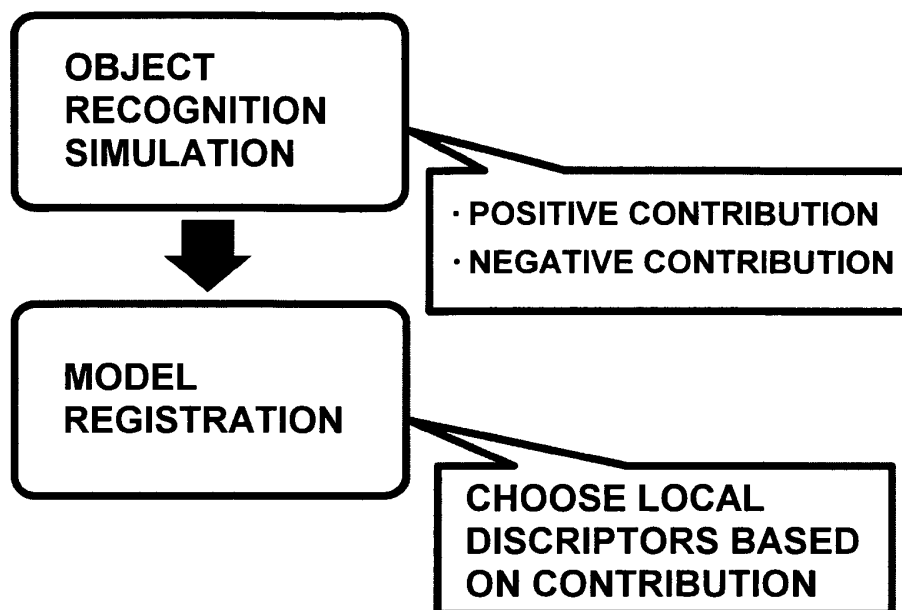 OBJECT
RECOGNITION
SIMULATION
· POSITIVE CONTRIBUTION
· NEGATIVE CONTRIBUTION
MODEL
REGISTRATION
CHOOSE LOCAL
DISCRIPTORS BASED
ON CONTRIBUTION